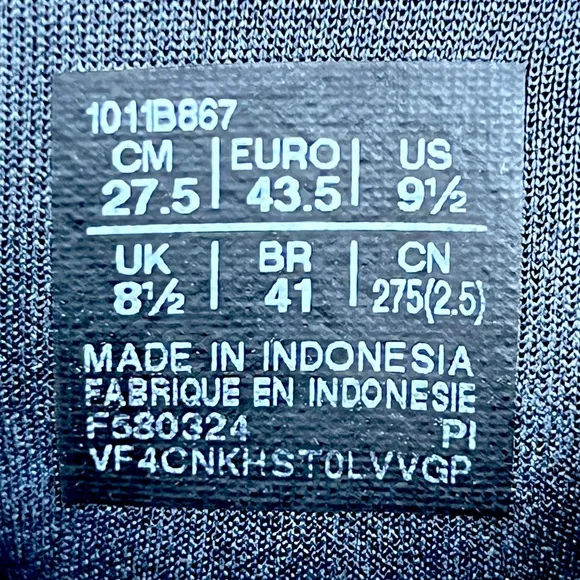 1011B867
CM | EURO | US
27.5 | 43.5 | 9½
UK | BR | CN
8½ | 41 | 275(2.5)
MADE IN INDONESIA
FABRIQUE EN INDONESIE
F580324 PI
VF4CNKHST0LVVGP